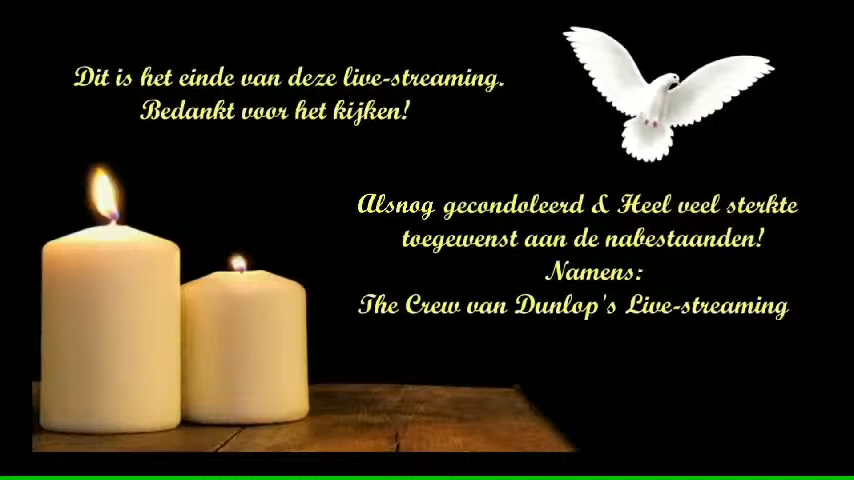 Dit is het einde van deze live-streaming.
Bedankt voor het kijken!
Alsnog gecondoleerd & Heel veel sterkte
toegewenst aan de nabestaanden!
Namens:
The Crew van Dunlop's Live-streaming